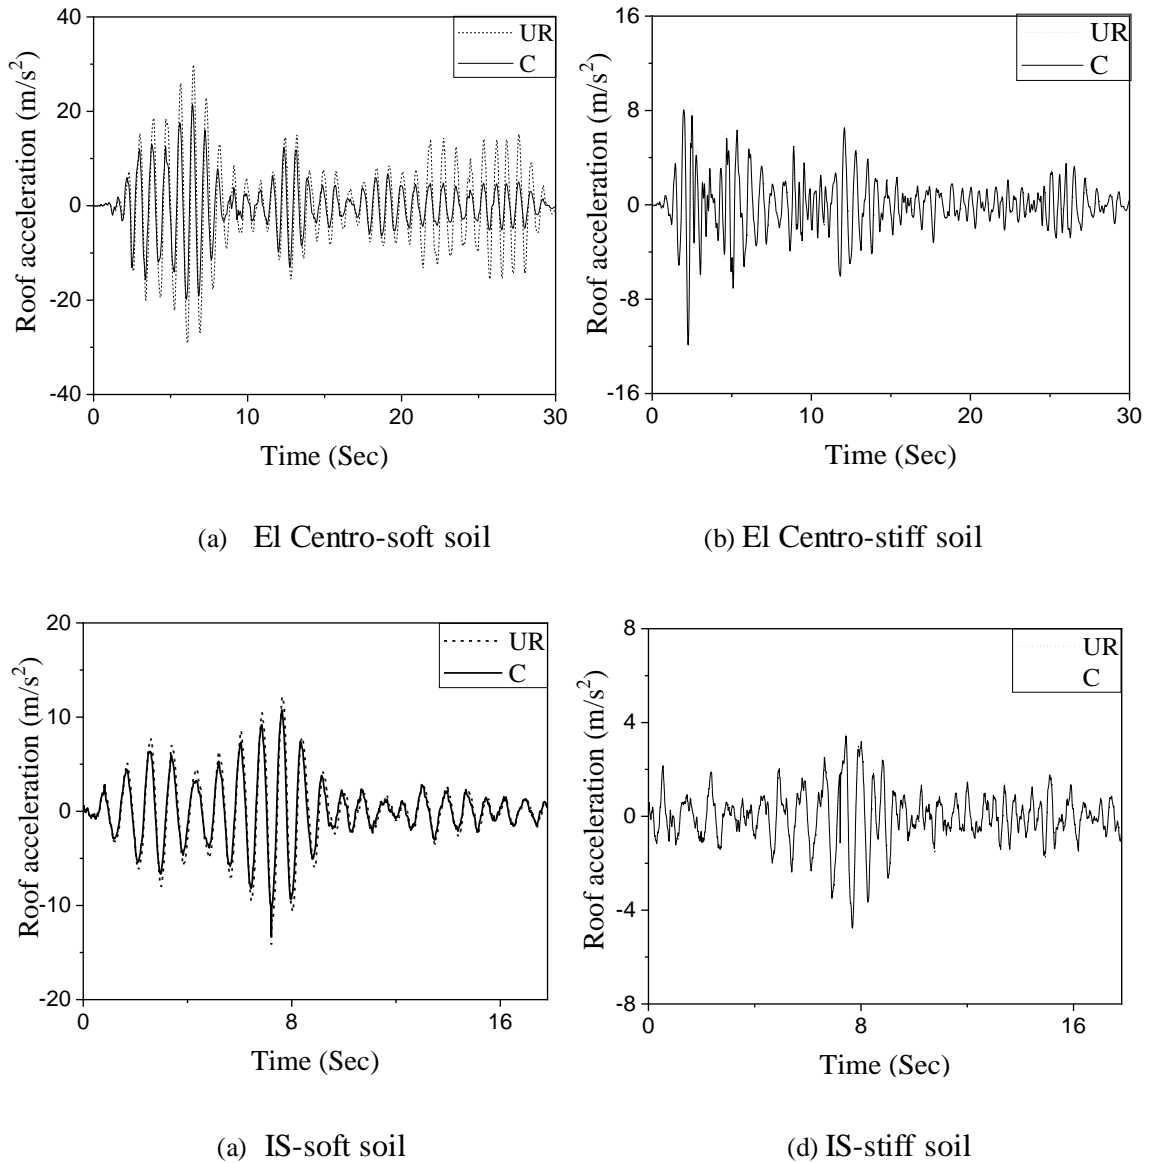 40
20
0
-20
-40
Roof acceleration (m/s²)
UR
C
0 10 20 30
Time (Sec)
16
8
0
-8
-16
Roof acceleration (m/s²)
UR
C
0 10 20 30
Time (Sec)
(a) El Centro-soft soil
(b) El Centro-stiff soil
20
10
0
-10
-20
Roof acceleration (m/s²)
UR
C
0 8 16
Time (Sec)
8
4
0
-4
-8
Roof acceleration (m/s²)
UR
C
0 8 16
Time (Sec)
(a) IS-soft soil
(d) IS-stiff soil